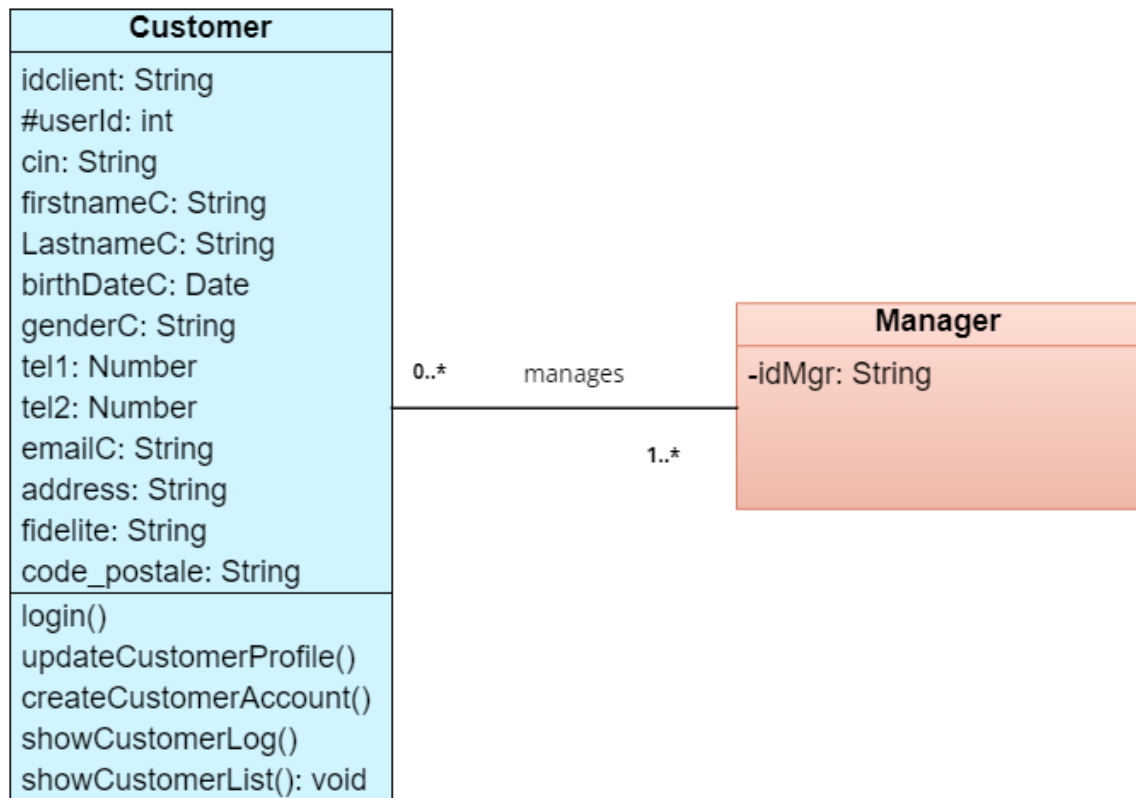 Customer
idclient: String
#userId: int
cin: String
firstnameC: String
LastnameC: String
birthDateC: Date
genderC: String
tel1: Number
tel2: Number
emailC: String
address: String
fidelite: String
code_postale: String
login()
updateCustomerProfile()
createCustomerAccount()
showCustomerLog()
showCustomerList(): void
0..*
manages
1..*
Manager
-idMgr: String